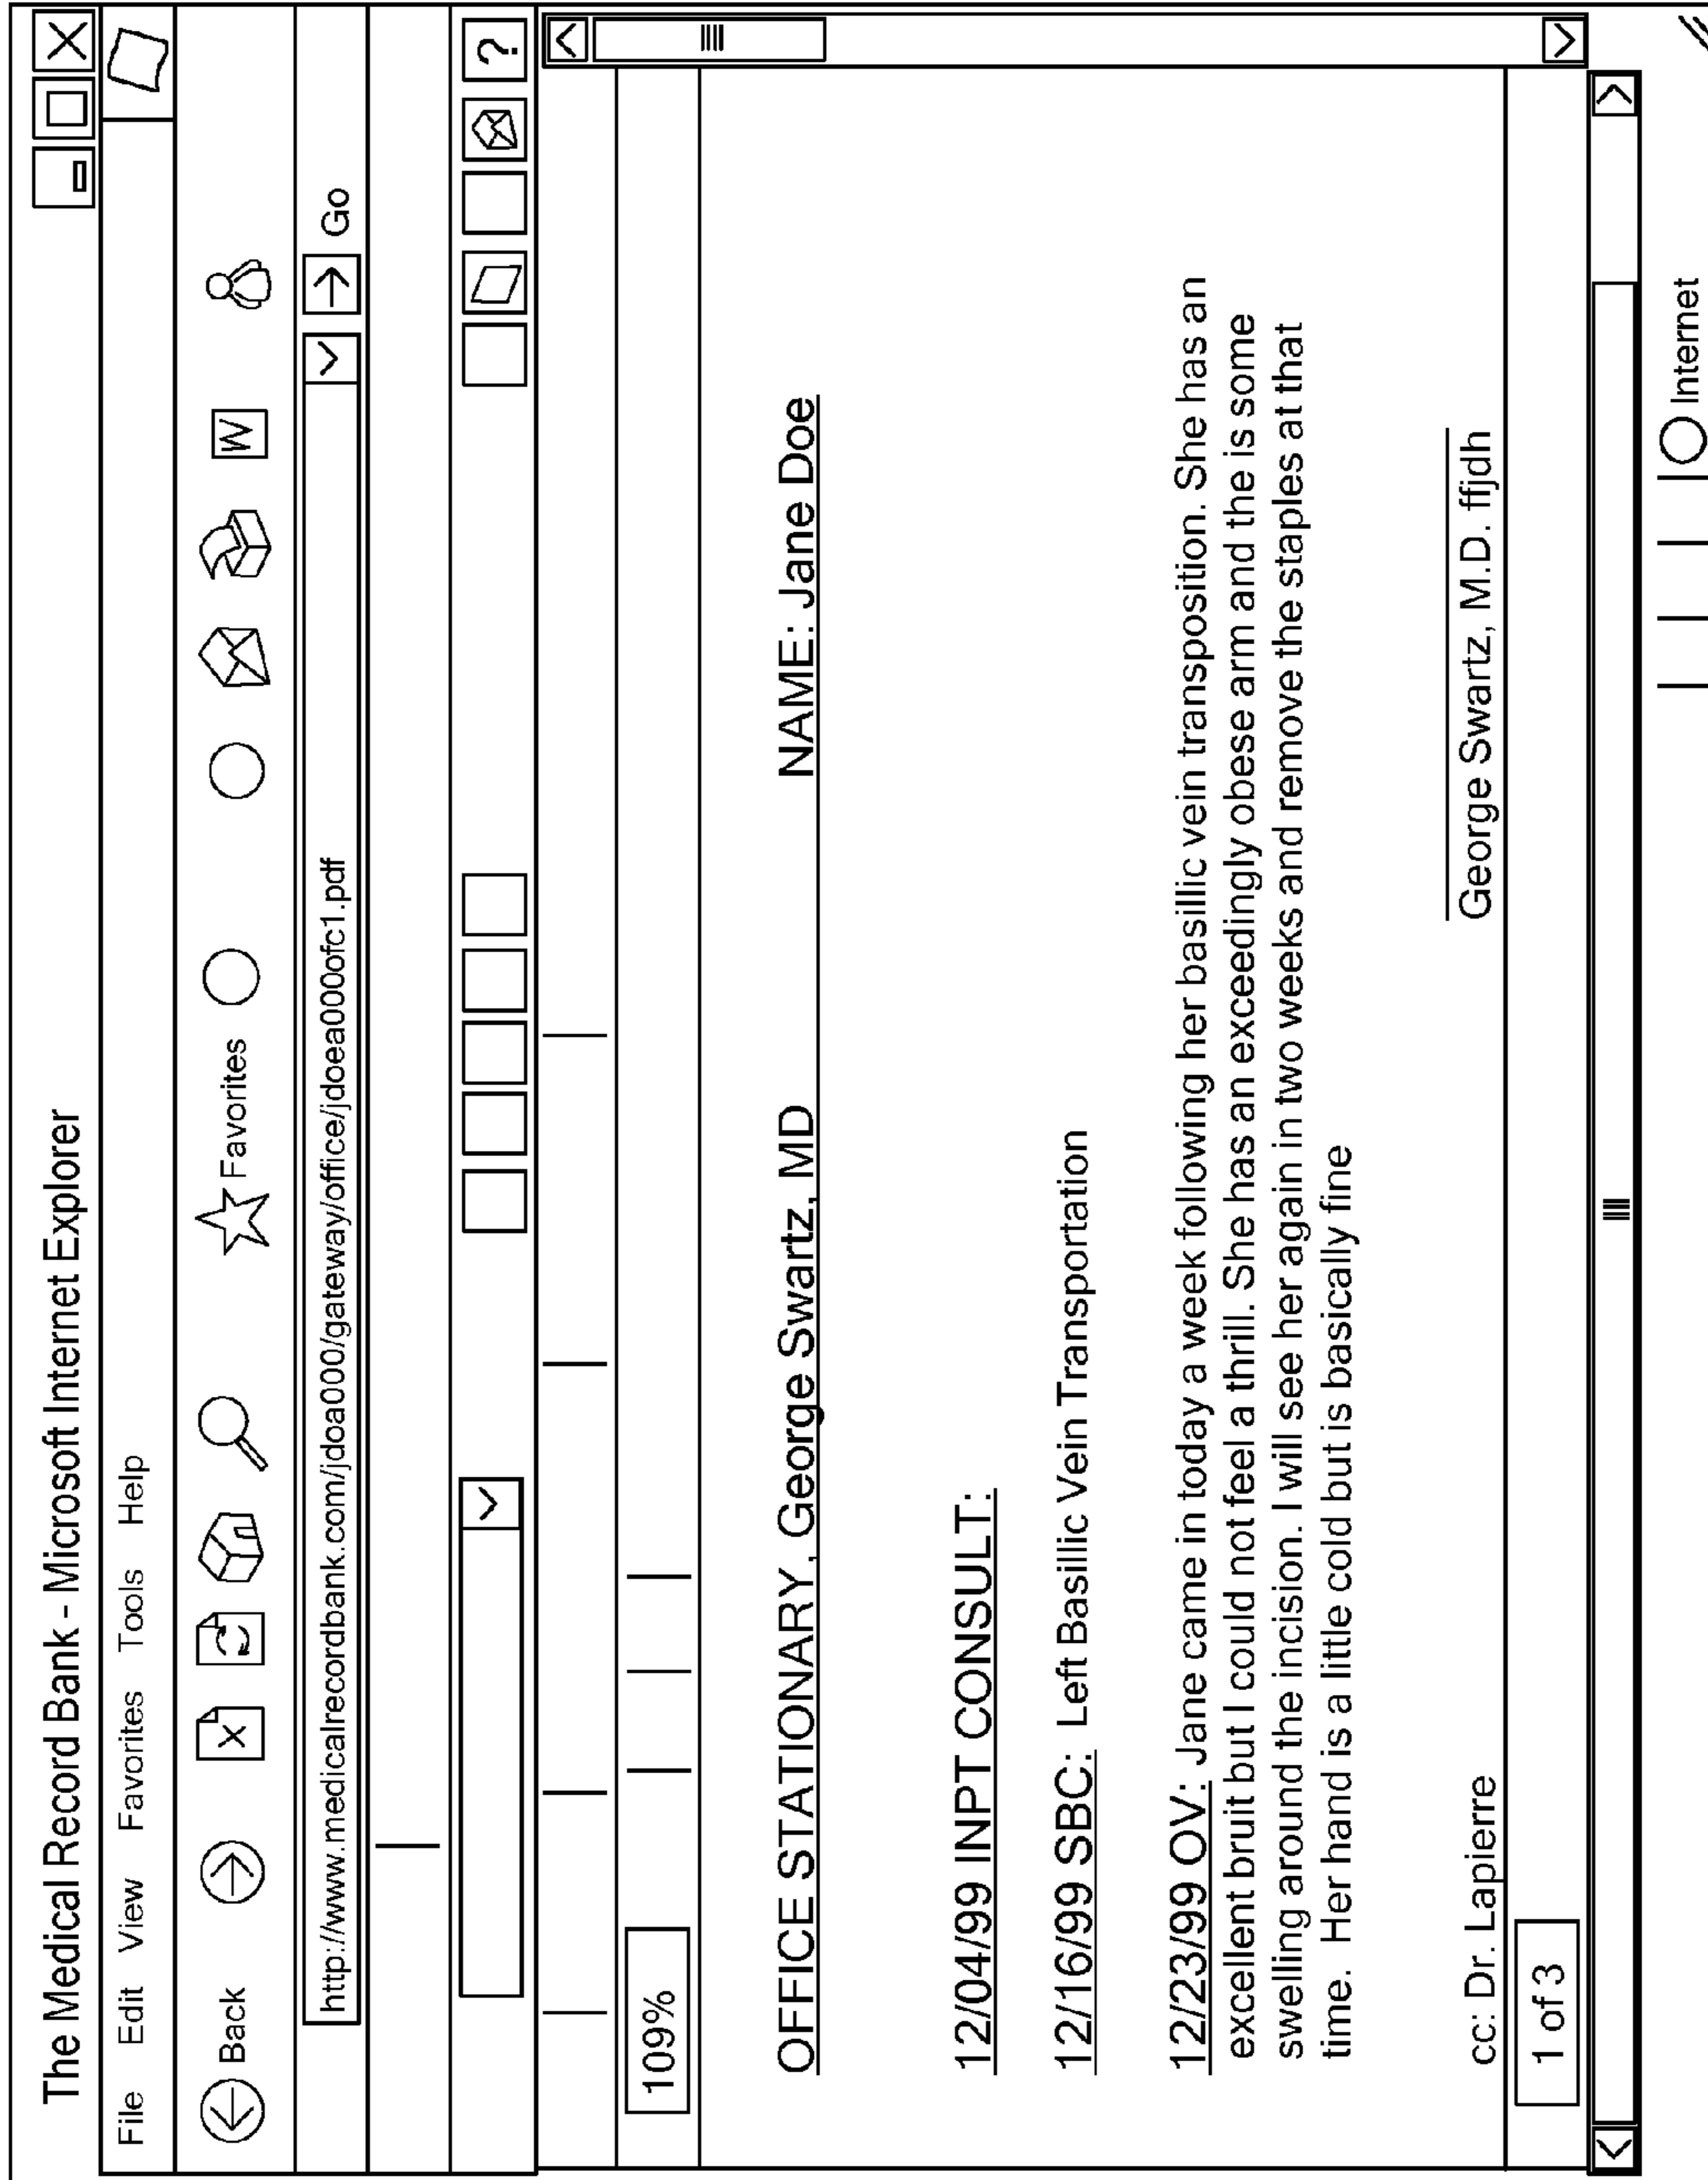 The Medical Record Bank - Microsoft Internet Explorer
File Edit View Favorites Tools Help
Back Favorites W
http://www.medicalrecordbank.com/jdoa000/gateway/office/jdoea000ofc1.pdf Go
?
109%
OFFICE STATIONARY, George Swartz, MD NAME: Jane Doe
12/04/99 INPT CONSULT:
12/16/99 SBC: Left Basillic Vein Transportation
12/23/99 OV: Jane came in today a week following her basillic vein transposition. She has an
excellent bruit but I could not feel a thrill. She has an exceedingly obese arm and the is some
swelling around the incision. I will see her again in two weeks and remove the staples at that
time. Her hand is a little cold but is basically fine
George Swartz, M.D. ffjdh
cc: Dr. Lapierre
1 of 3
Internet